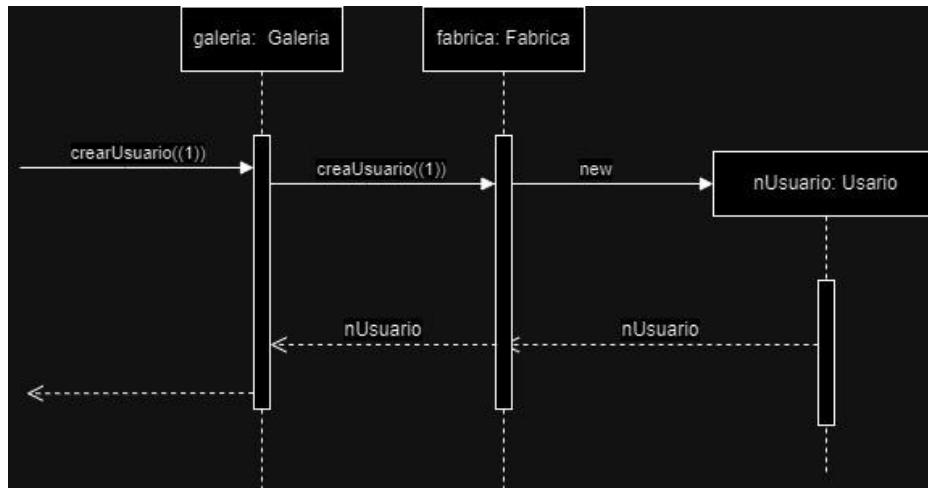 galeria: Galeria
fabrica: Fabrica
crearUsuario((1))
creaUsuario((1))
new
nUsuario: Usario
nUsuario
nUsuario